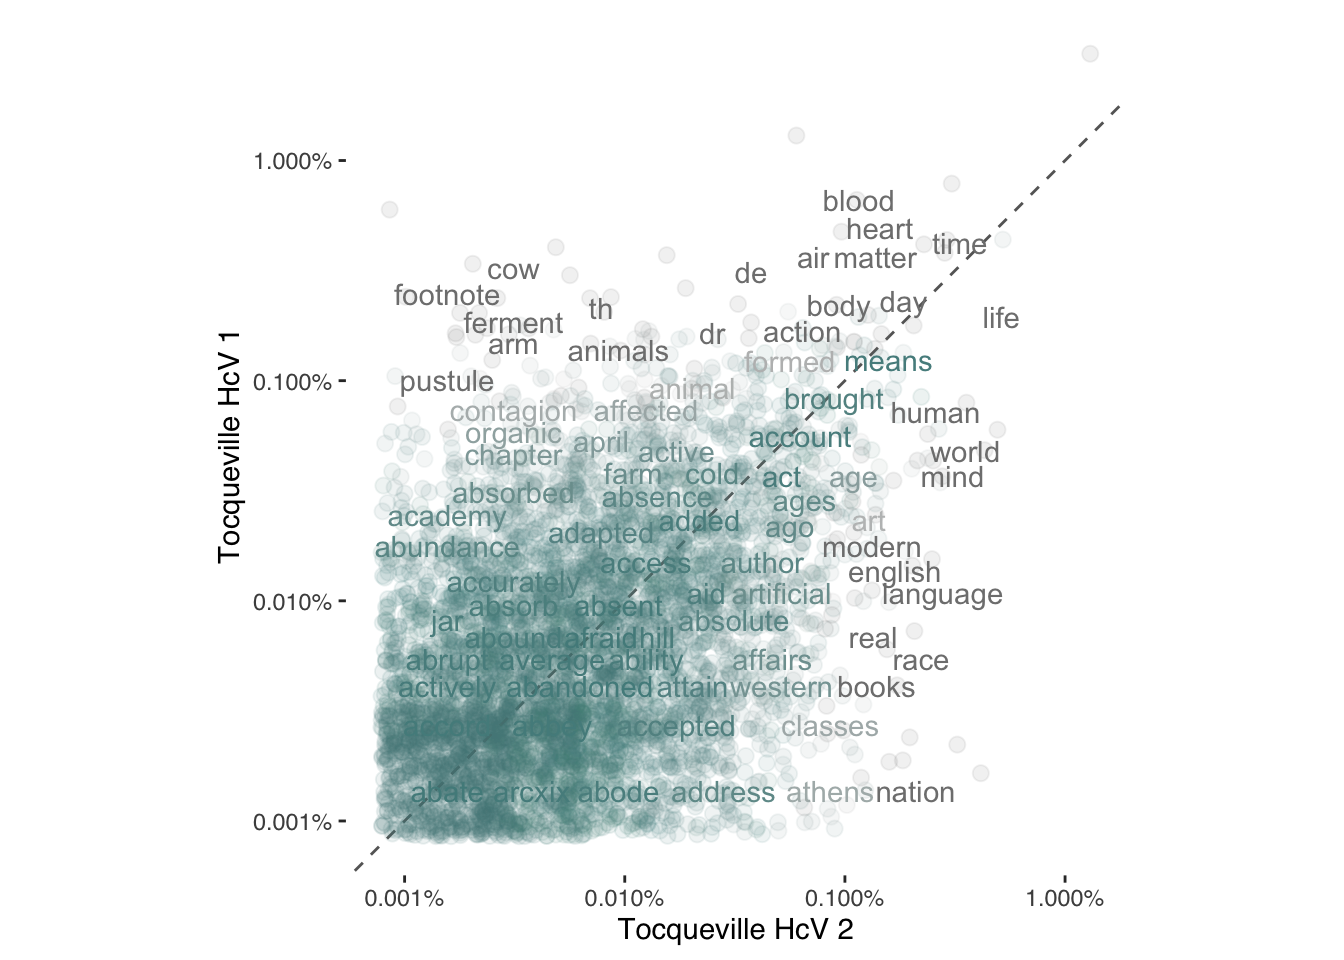 1.000%
blood
heart
time
air matter
cow
de
footnote
th
body day
life
ferment
action
arm
dr
animals
formed means
0.100%
pustule
animal
brought
contagion affected
human
organic april
account
chapter
active
world
farm cold act age
mind
absorbed absence ages
academy added ago art
adapted
abundance
modern
access author
english
accurately
aid artificial
language
0.010%
absorb absent
jar
absolute
abound afraid hill
real
abrupt average ability
affairs
race
actively abandoned attain western books
accepted
classes
abate arcxix abode address athens nation
0.001%
0.001% 0.010% 0.100% 1.000%
Tocqueville HcV 2
Tocqueville HcV 1